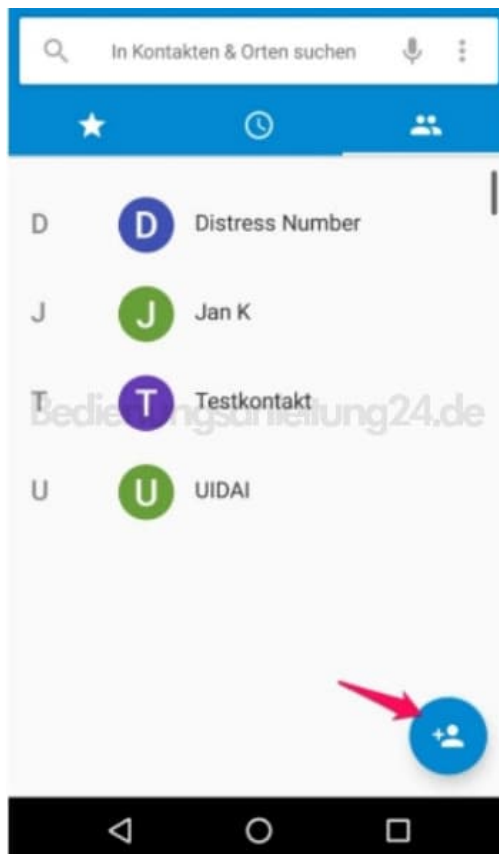 In Kontakten & Orten suchen
D D Distress Number
J J Jan K
T T Testkontakt
Bedienungsanleitung24.de
U U UIDAI